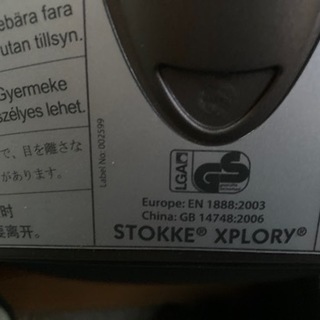 ebära fara
utan tillsyn.
Gyermeke
szélyes lehet.
で、目を離さな
があります。
时
离开。
Label No: 002599
LGA
GS
Europe: EN 1888:2003
China: GB 14748:2006
STOKKE® XPLORY®